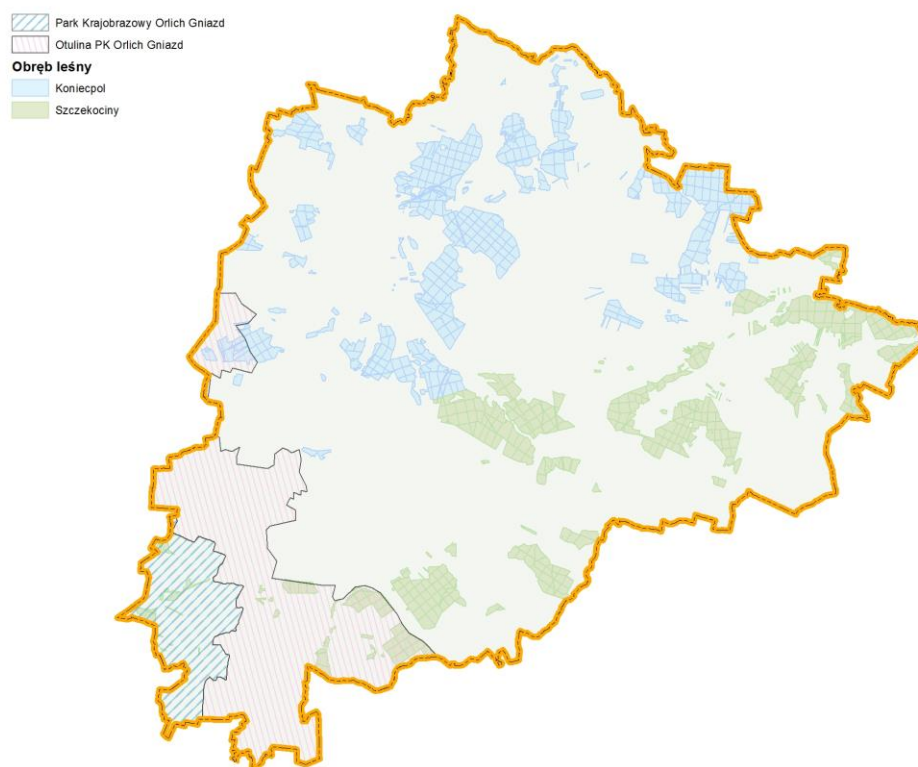 Park Krajobrazowy Orlich Gniazd
Otulina PK Orlich Gniazd
Obręb leśny
Koniecpol
Szczekociny